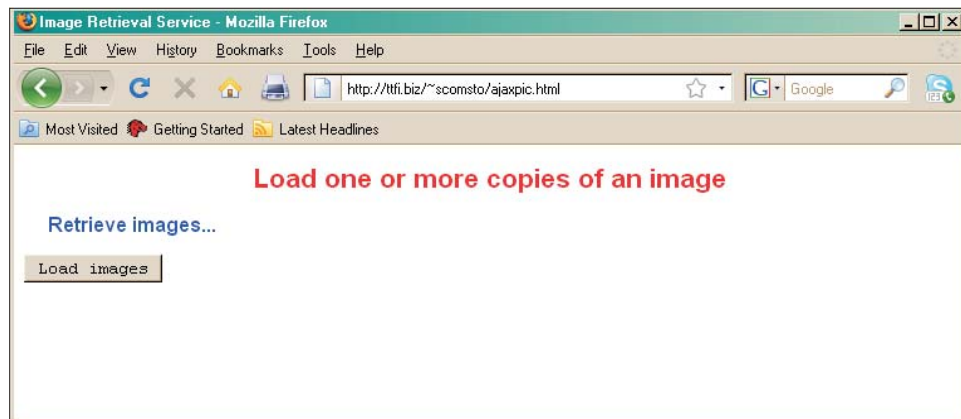 Image Retrieval Service - Mozilla Firefox
File Edit View History Bookmarks Tools Help
http://ttfi.biz/~scomsto/ajaxpic.html G Google
Most Visited Getting Started Latest Headlines
Load one or more copies of an image
Retrieve images...
Load images